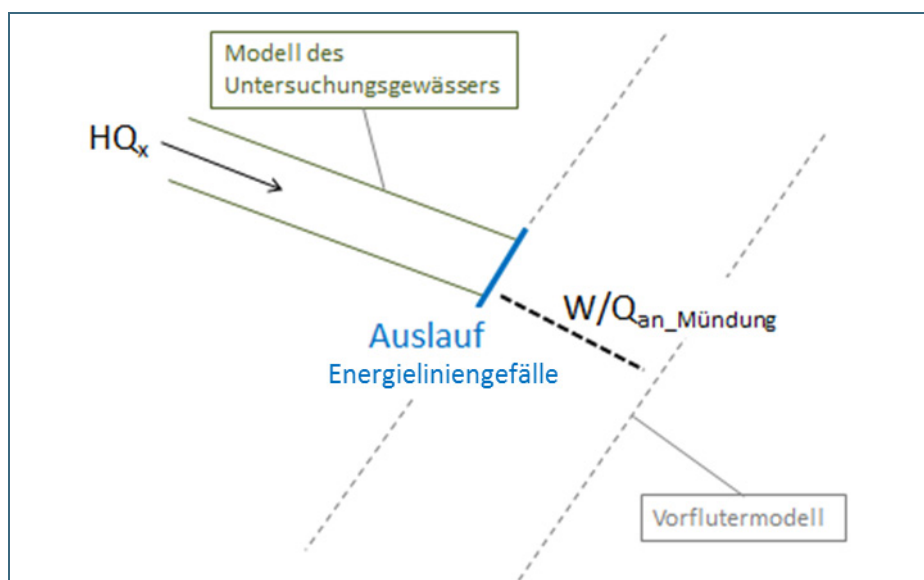 Modell des
Untersuchungsgewässers
HQx
W/Qan_Mündung
Auslauf
Energieliniengefälle
Vorflutermodell